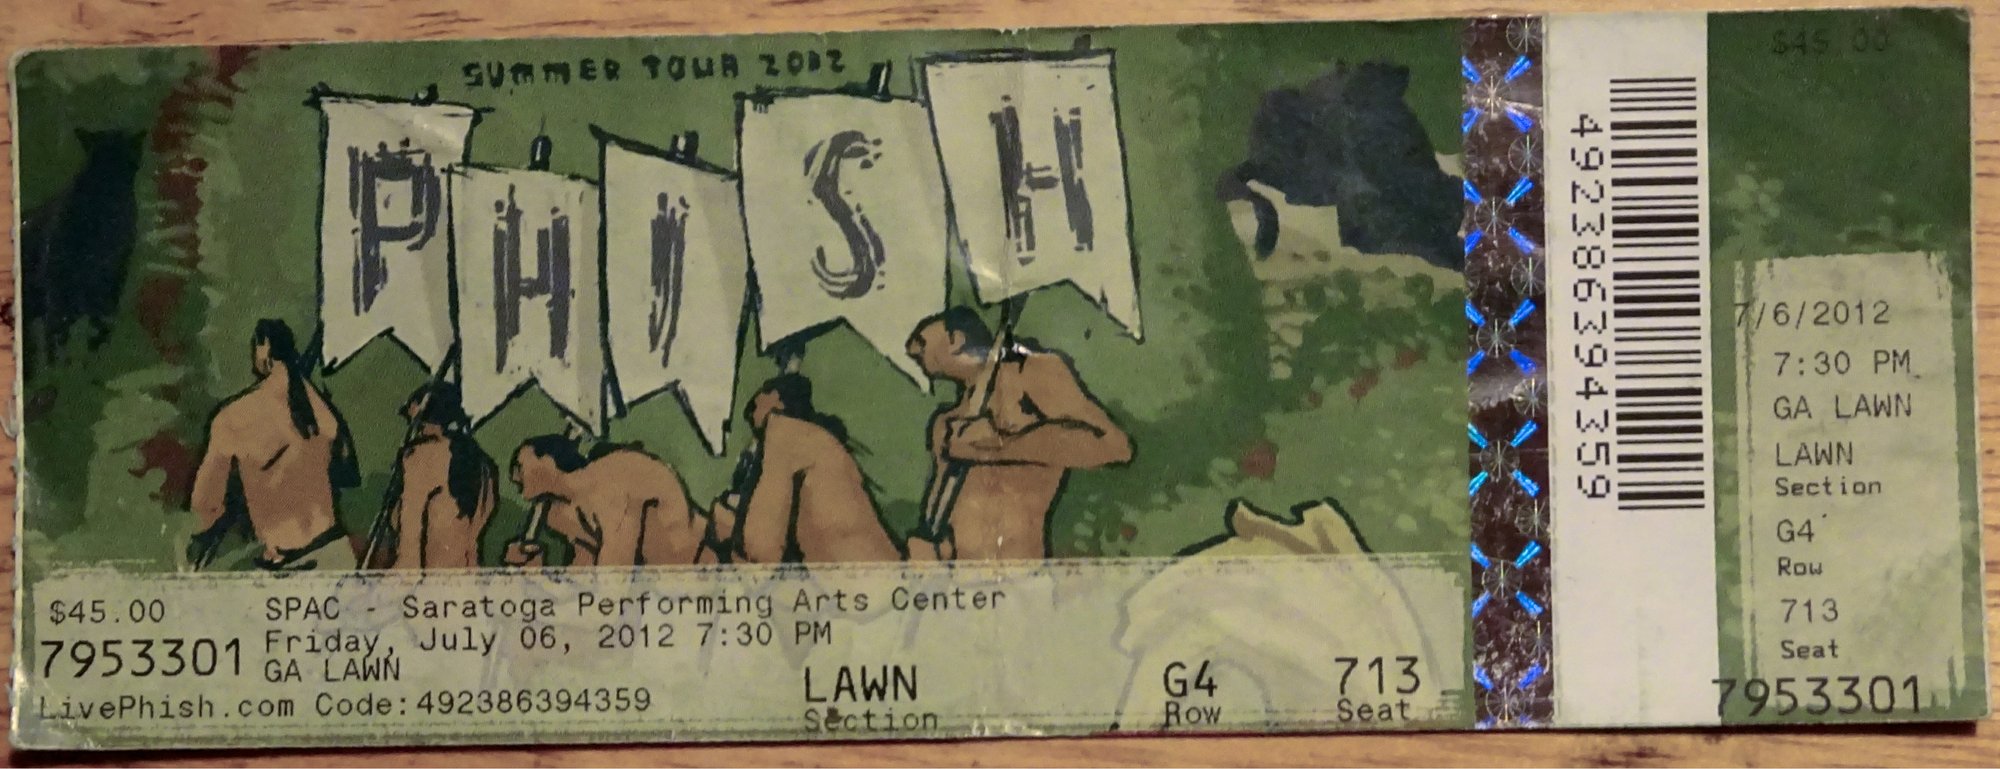 SUMMER TOUR 2012
PHISH
$45.00
SPAC - Saratoga Performing Arts Center
Friday, July 06, 2012 7:30 PM
7953301
GA LAWN
LivePhish.com Code:492386394359
LAWN
Section
G4
Row
713
Seat
492386394359
$45.00
7/6/2012
7:30 PM
GA LAWN
LAWN
Section
G4
Row
713
Seat
7953301